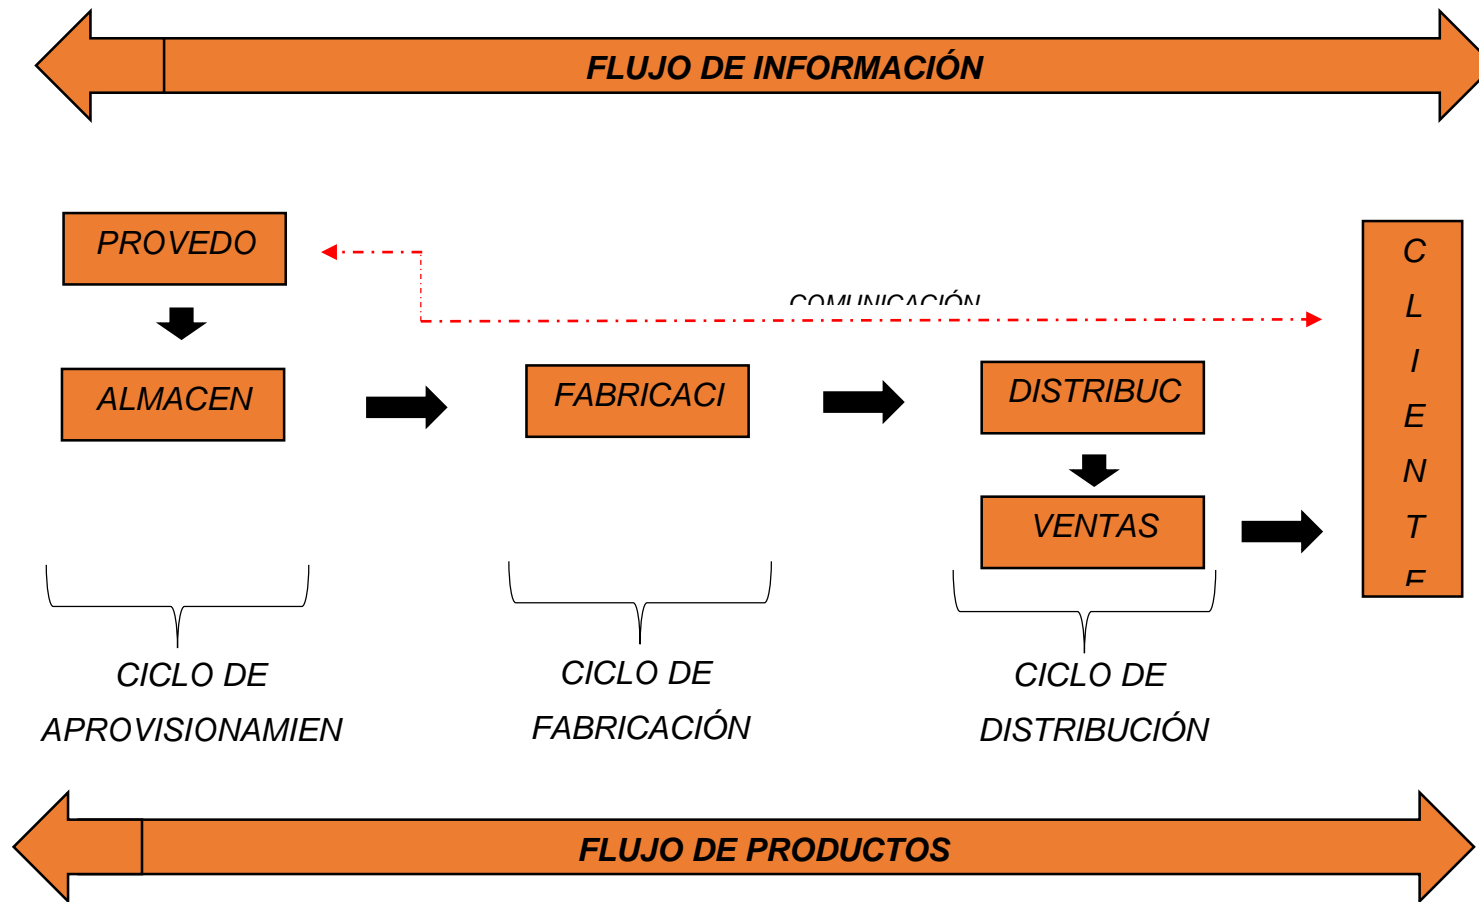 FLUJO DE INFORMACIÓN
PROVEDO
COMUNICACIÓN
ALMACEN
FABRICACI
DISTRIBUC
VENTAS
C
L
I
E
N
T
E
CICLO DE
APROVISIONAMIEN
CICLO DE
FABRICACIÓN
CICLO DE
DISTRIBUCIÓN
FLUJO DE PRODUCTOS